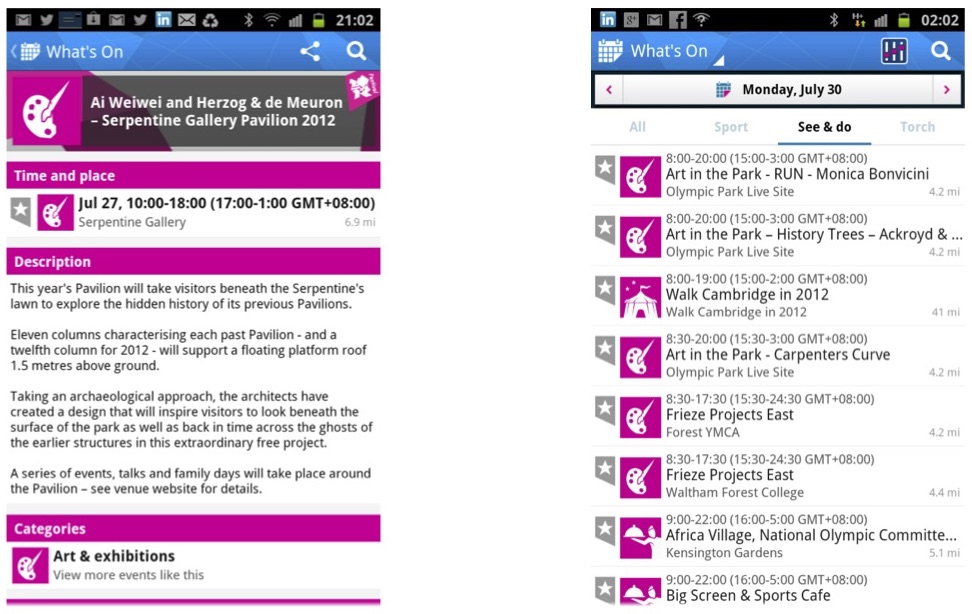 21:02
What's On
Ai Weiwei and Herzog & de Meuron
– Serpentine Gallery Pavilion 2012
Time and place
Jul 27, 10:00-18:00 (17:00-1:00 GMT+08:00)
Serpentine Gallery 6.9 mi
Description
This year's Pavilion will take visitors beneath the Serpentine's
lawn to explore the hidden history of its previous Pavilions.
Eleven columns characterising each past Pavilion - and a
twelfth column for 2012 - will support a floating platform roof
1.5 metres above ground.
Taking an archaeological approach, the architects have
created a design that will inspire visitors to look beneath the
surface of the park as well as back in time across the ghosts of
the earlier structures in this extraordinary free project.
A series of events, talks and family days will take place around
the Pavilion – see venue website for details.
Categories
Art & exhibitions
View more events like this
02:02
What's On
Monday, July 30
All Sport See & do Torch
8:00-20:00 (15:00-3:00 GMT+08:00)
Art in the Park - RUN - Monica Bonvicini
Olympic Park Live Site 4.2 mi
8:00-20:00 (15:00-3:00 GMT+08:00)
Art in the Park – History Trees – Ackroyd & ...
Olympic Park Live Site 4.2 mi
8:00-19:00 (15:00-2:00 GMT+08:00)
Walk Cambridge in 2012
Walk Cambridge in 2012 41 mi
8:30-20:00 (15:30-3:00 GMT+08:00)
Art in the Park - Carpenters Curve
Olympic Park Live Site 4.2 mi
8:30-17:30 (15:30-24:30 GMT+08:00)
Frieze Projects East
Forest YMCA 4.2 mi
8:30-17:30 (15:30-24:30 GMT+08:00)
Frieze Projects East
Waltham Forest College 4.4 mi
9:00-22:00 (16:00-5:00 GMT+08:00)
Africa Village, National Olympic Committe...
Kensington Gardens 5.1 mi
9:00-22:00 (16:00-5:00 GMT+08:00)
Big Screen & Sports Cafe